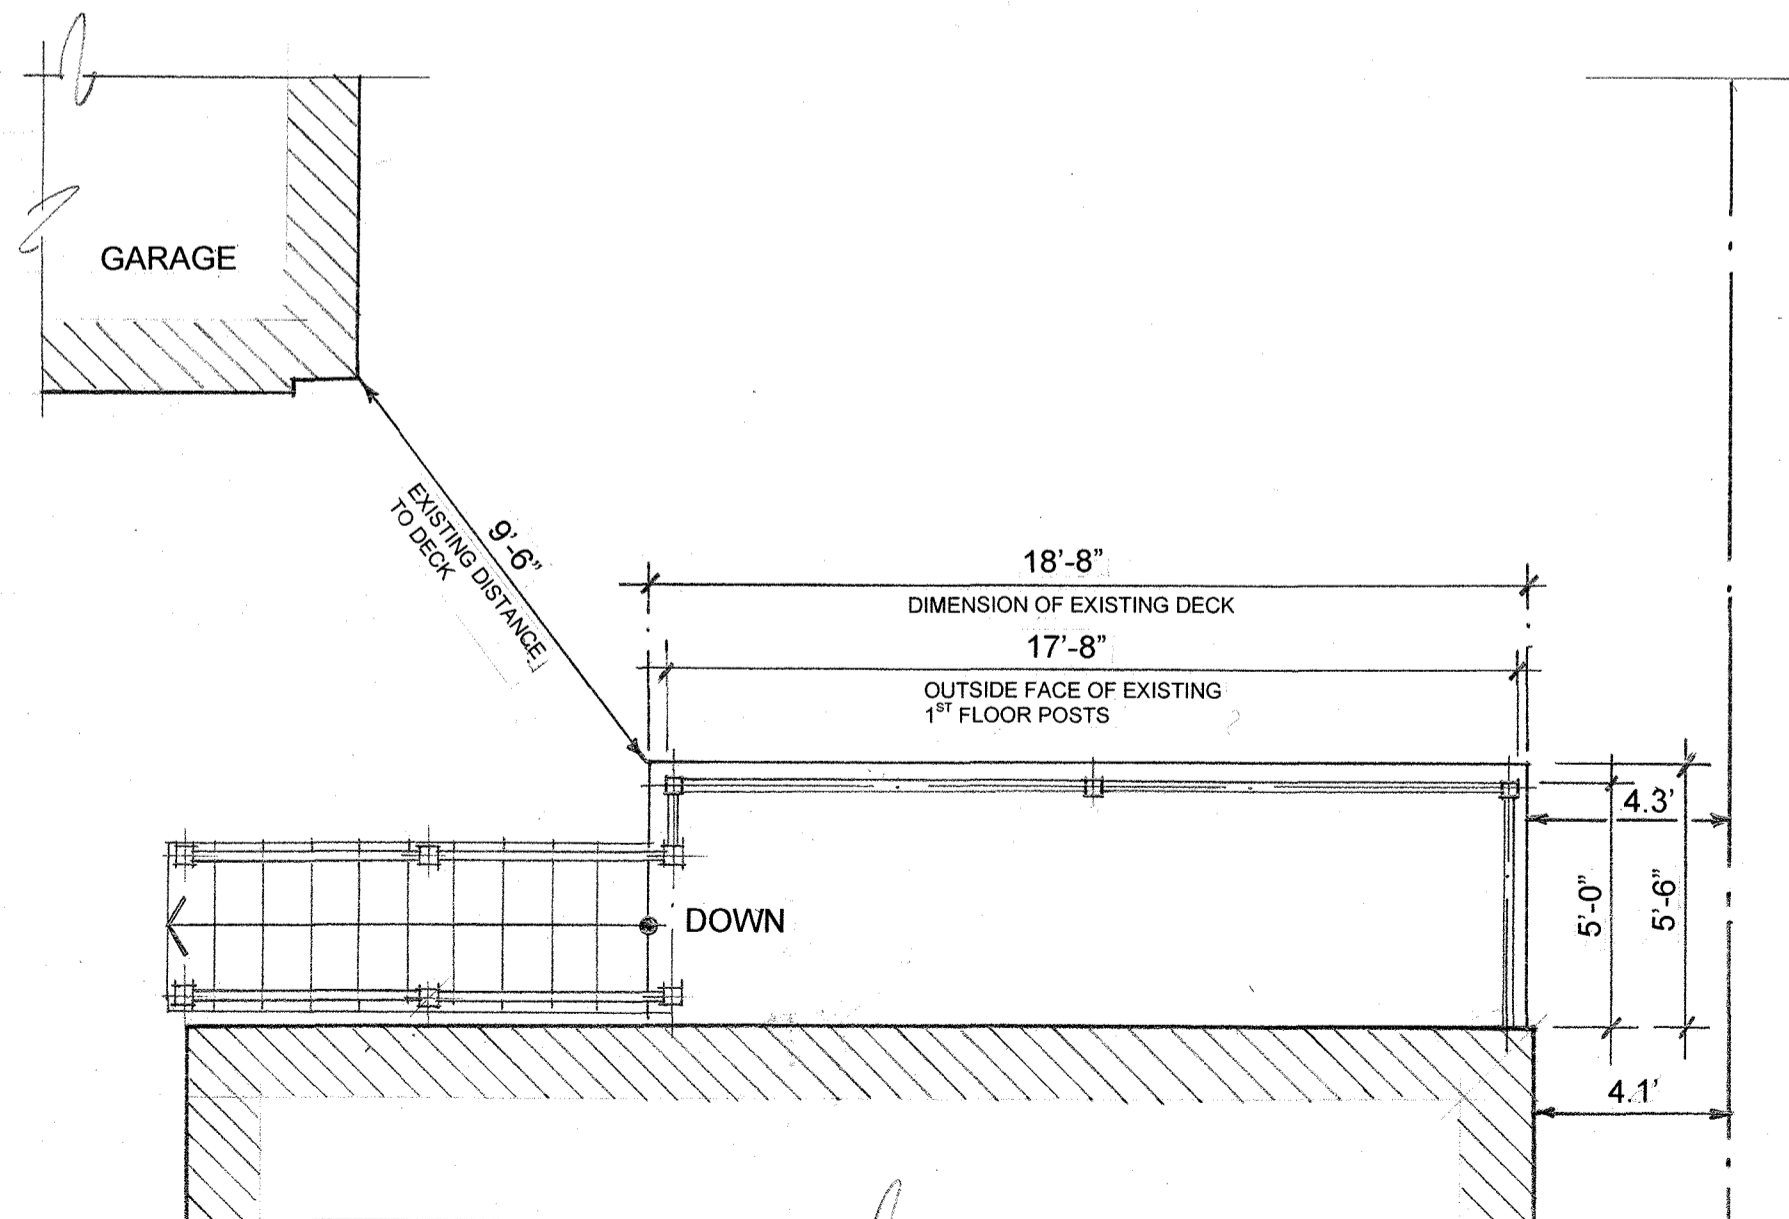 GARAGE
9'-6"
EXISTING DISTANCE
TO DECK
18'-8"
DIMENSION OF EXISTING DECK
17'-8"
OUTSIDE FACE OF EXISTING
1ST FLOOR POSTS
4.3'
5'-0"
5'-6"
DOWN
4.1'